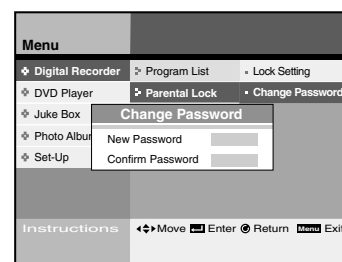 Menu
Digital Recorder Program List Lock Setting
DVD Player Parental Lock Change Password
Juke Box Change Password
Photo Albur New Password
Set-Up Confirm Password
Instructions Move Enter Return Menu Exit